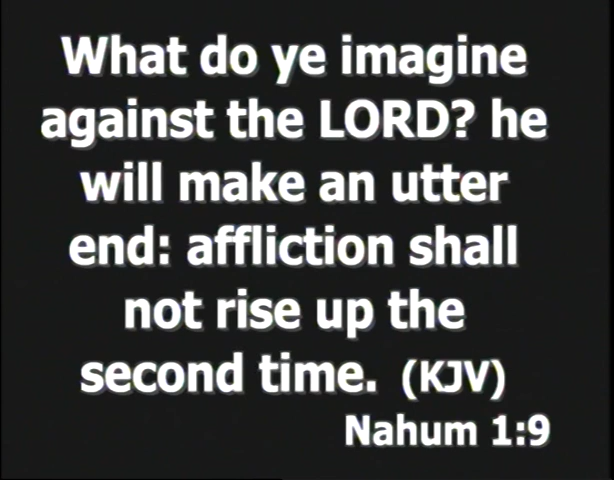 What do ye imagine
against the LORD? he
will make an utter
end: affliction shall
not rise up the
second time. (KJV)
Nahum 1:9